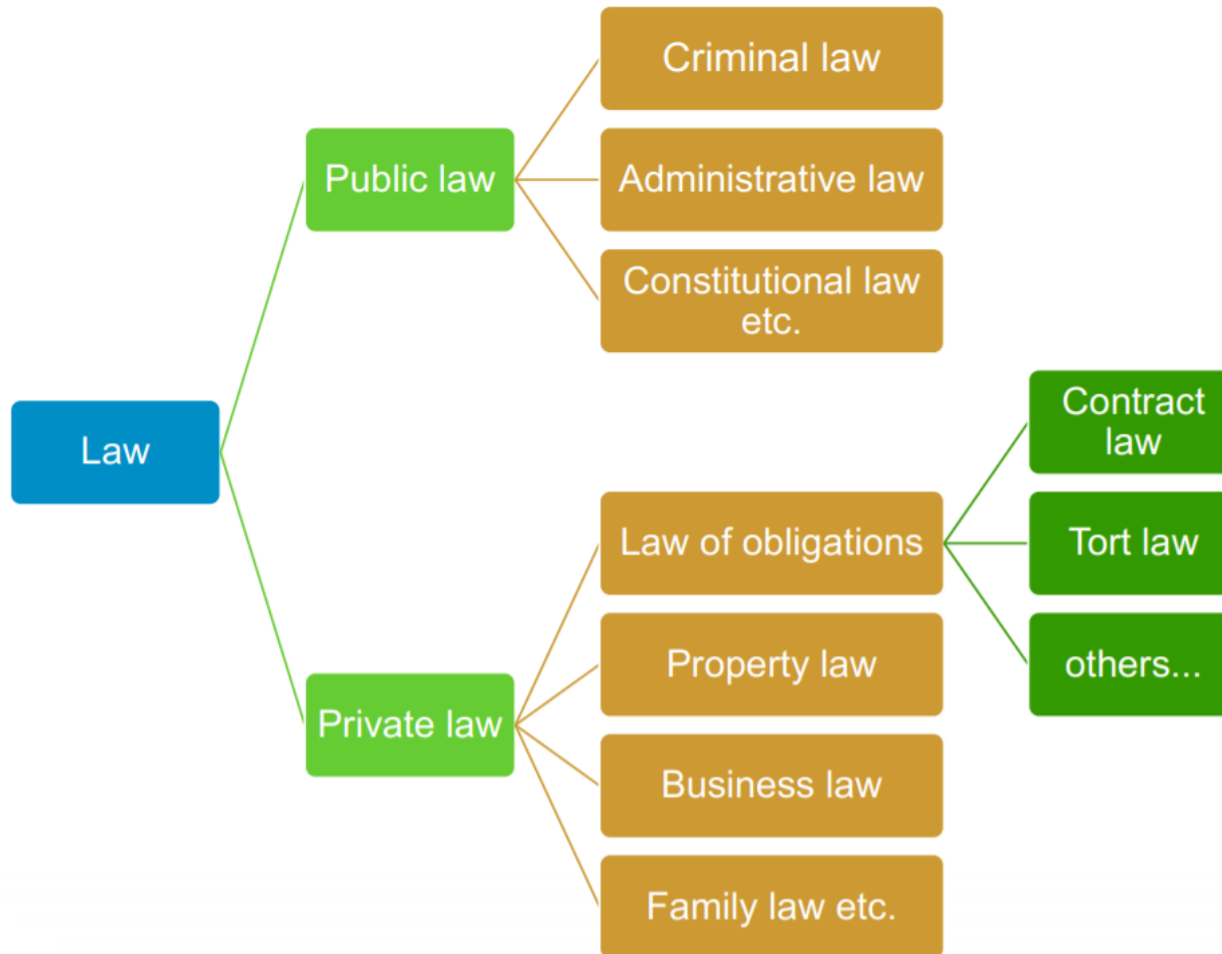 Criminal law
Public law
Administrative law
Constitutional law
etc.
Contract
law
Law
Law of obligations
Tort law
Property law
others...
Private law
Business law
Family law etc.